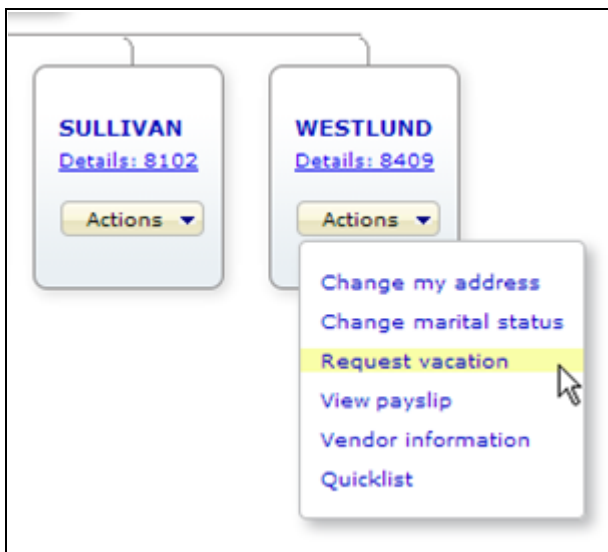 SULLIVAN
Details: 8102
Actions
WESTLUND
Details: 8409
Actions
Change my address
Change marital status
Request vacation
View payslip
Vendor information
Quicklist